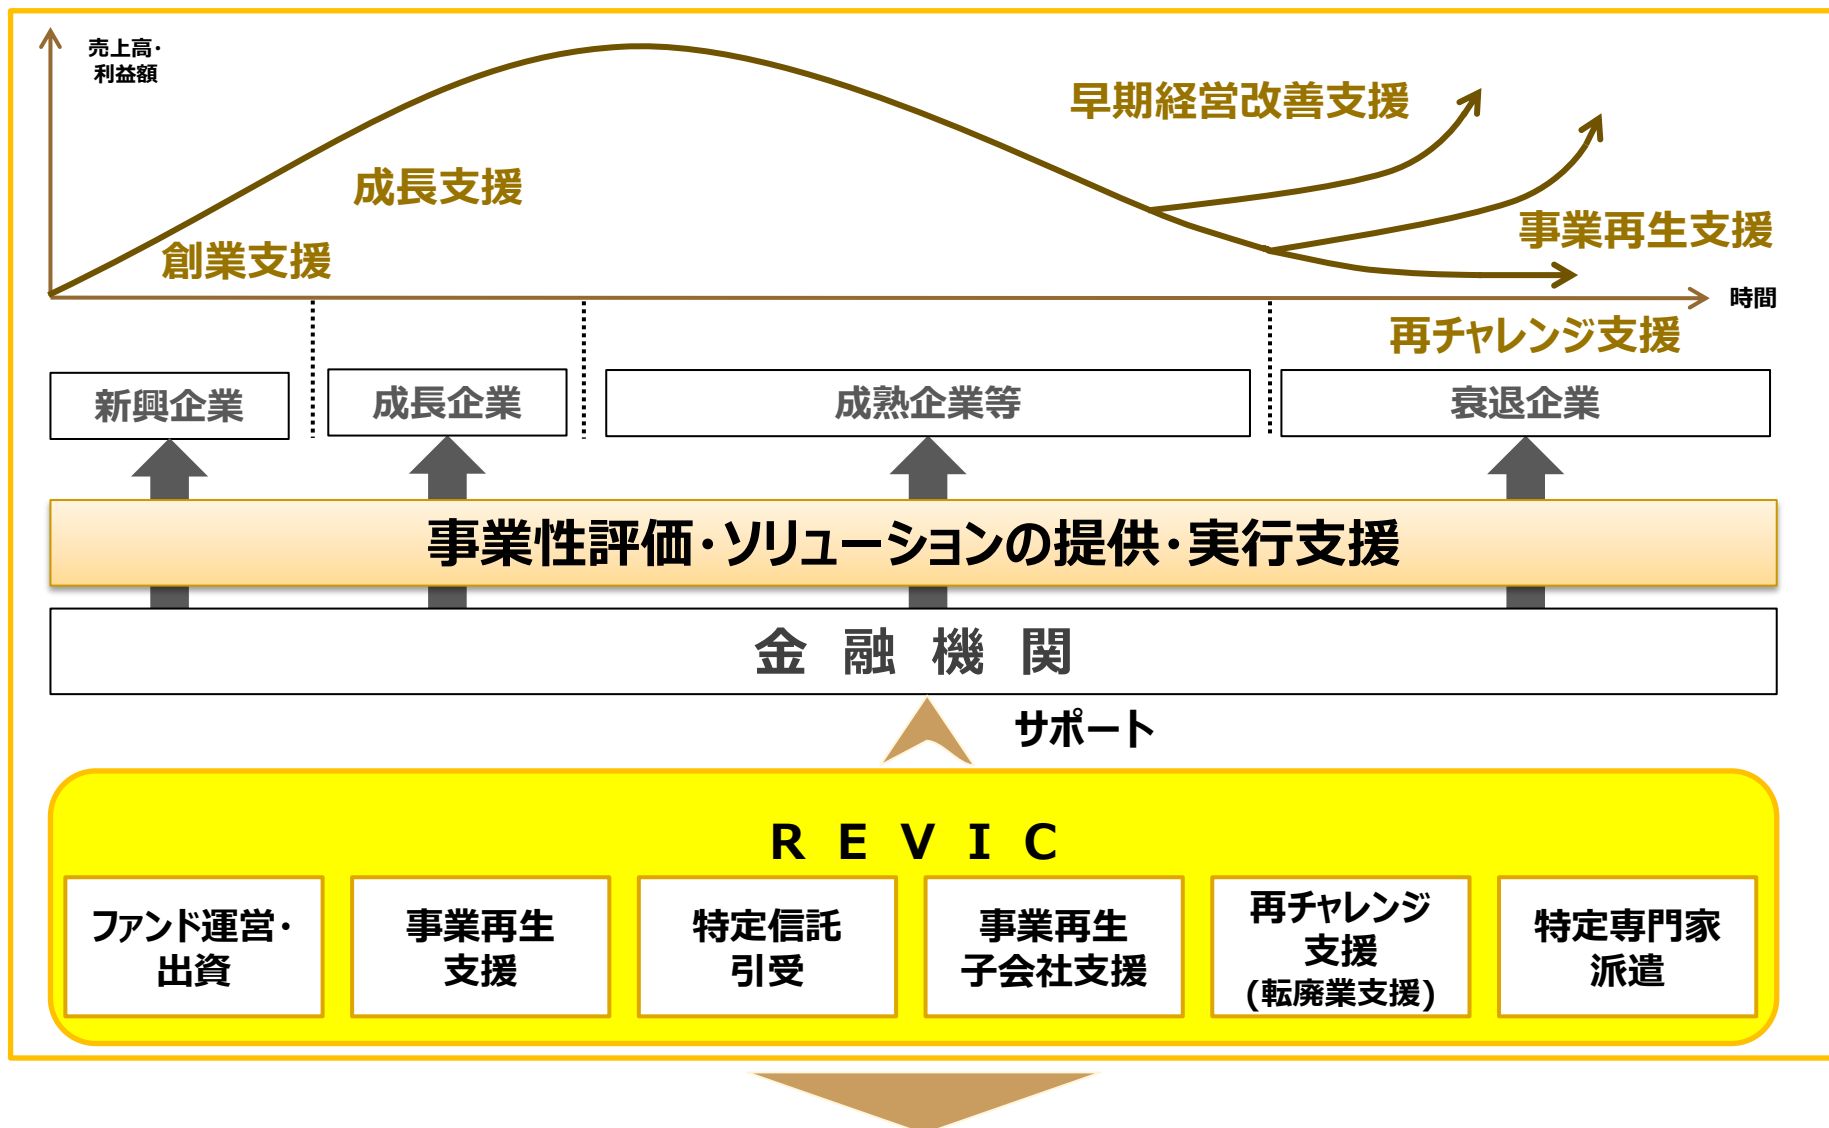 売上高・
利益額
早期経営改善支援
成長支援
事業再生支援
創業支援
時間
再チャレンジ支援
新興企業
成長企業
成熟企業等
衰退企業
事業性評価・ソリューションの提供・実行支援
金融機関
サポート
REVIC
ファンド運営・
出資
事業再生
支援
特定信託
引受
事業再生
子会社支援
再チャレンジ
支援
(転廃業支援)
特定専門家
派遣